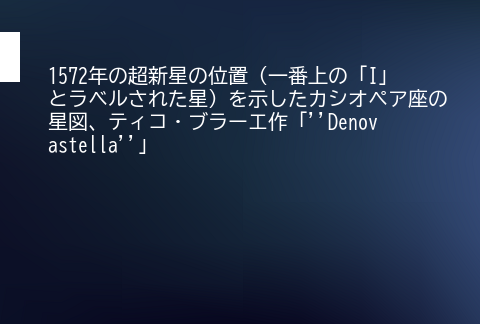 1572年の超新星の位置（一番上の「I」
とラベルされた星）を示したカシオペア座の
星図、ティコ・ブラーエ作「’’Denov
astella’’」